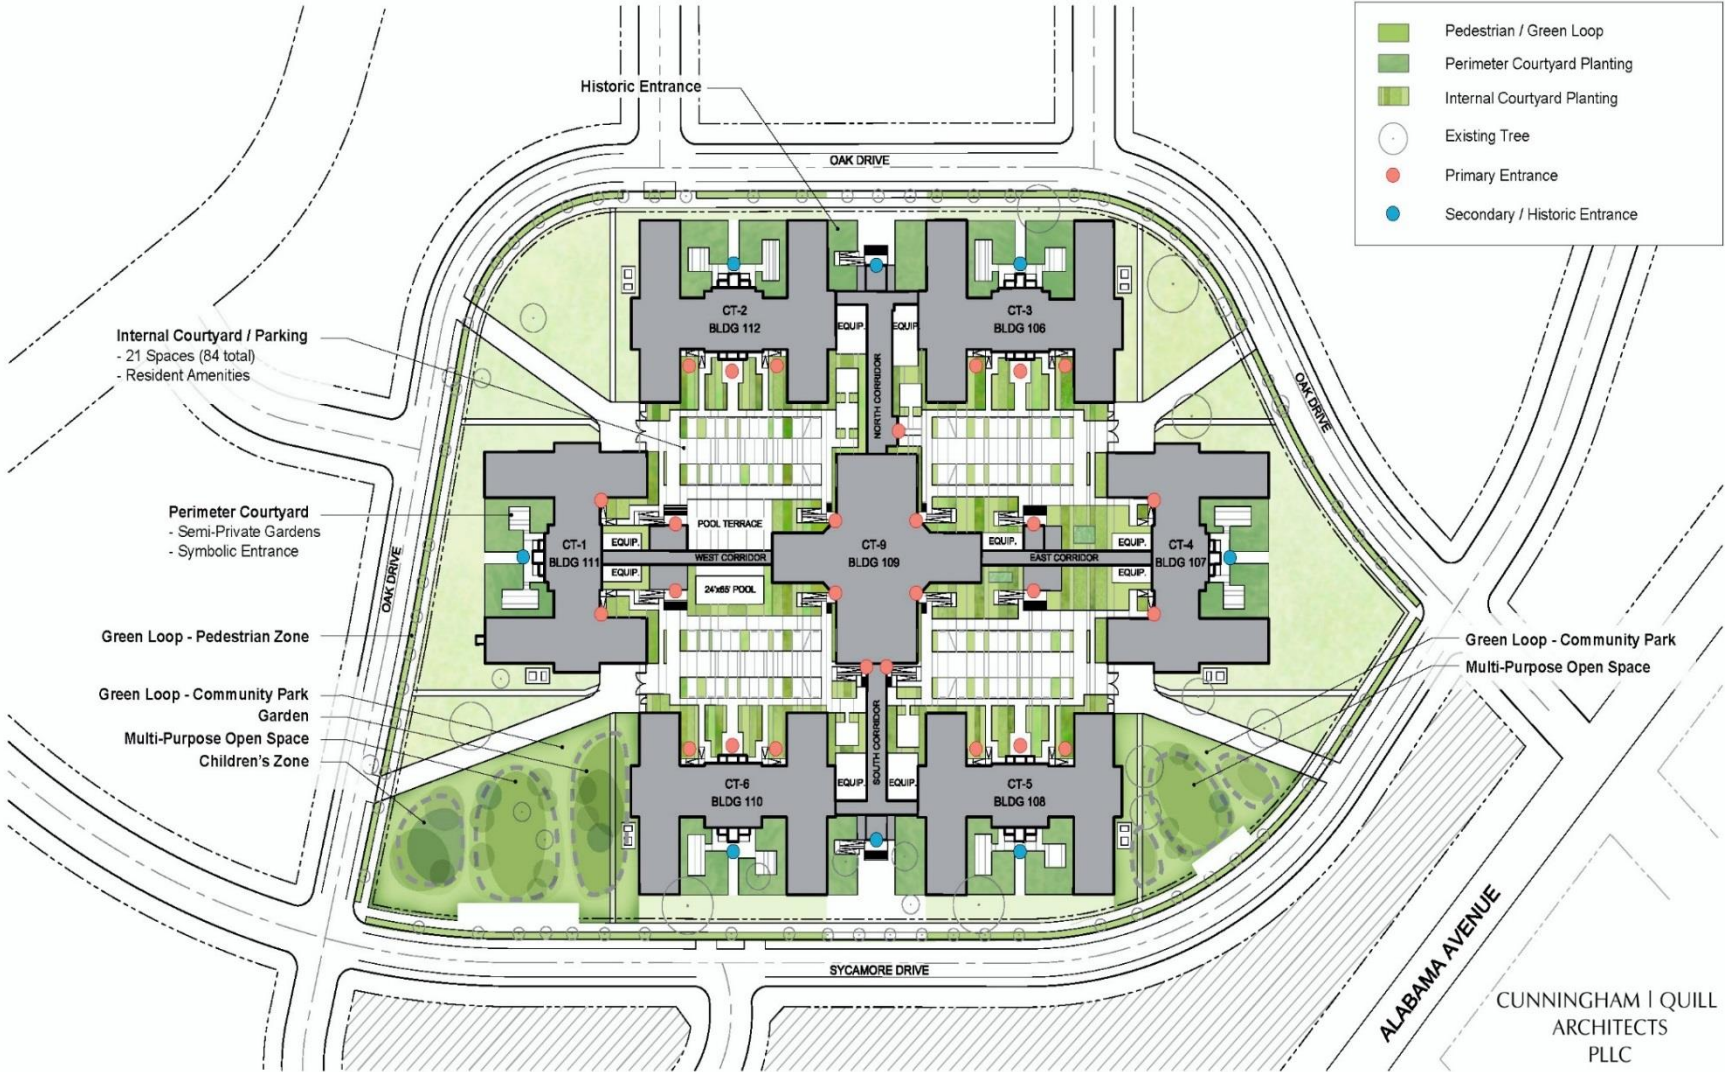 Pedestrian / Green Loop
Perimeter Courtyard Planting
Internal Courtyard Planting
Existing Tree
Primary Entrance
Secondary / Historic Entrance
Historic Entrance
OAK DRIVE
CT-2
BLDG 112
EQUIP.
EQUIP.
NORTH CORRIDOR
CT-3
BLDG 106
Internal Courtyard / Parking
- 21 Spaces (84 total)
- Resident Amenities
OAK DRIVE
Perimeter Courtyard
- Semi-Private Gardens
- Symbolic Entrance
OAK DRIVE
CT-1
BLDG 111
EQUIP.
EQUIP.
POOL TERRACE
WEST CORRIDOR
24'x65' POOL
CT-9
BLDG 109
EQUIP.
EAST CORRIDOR
EQUIP.
EQUIP.
CT-4
BLDG 107
Green Loop - Pedestrian Zone
Green Loop - Community Park
Garden
Multi-Purpose Open Space
Children's Zone
Green Loop - Community Park
Multi-Purpose Open Space
CT-6
BLDG 110
EQUIP.
SOUTH CORRIDOR
EQUIP.
CT-5
BLDG 108
SYCAMORE DRIVE
ALABAMA AVENUE
CUNNINGHAM | QUILL
ARCHITECTS
PLLC